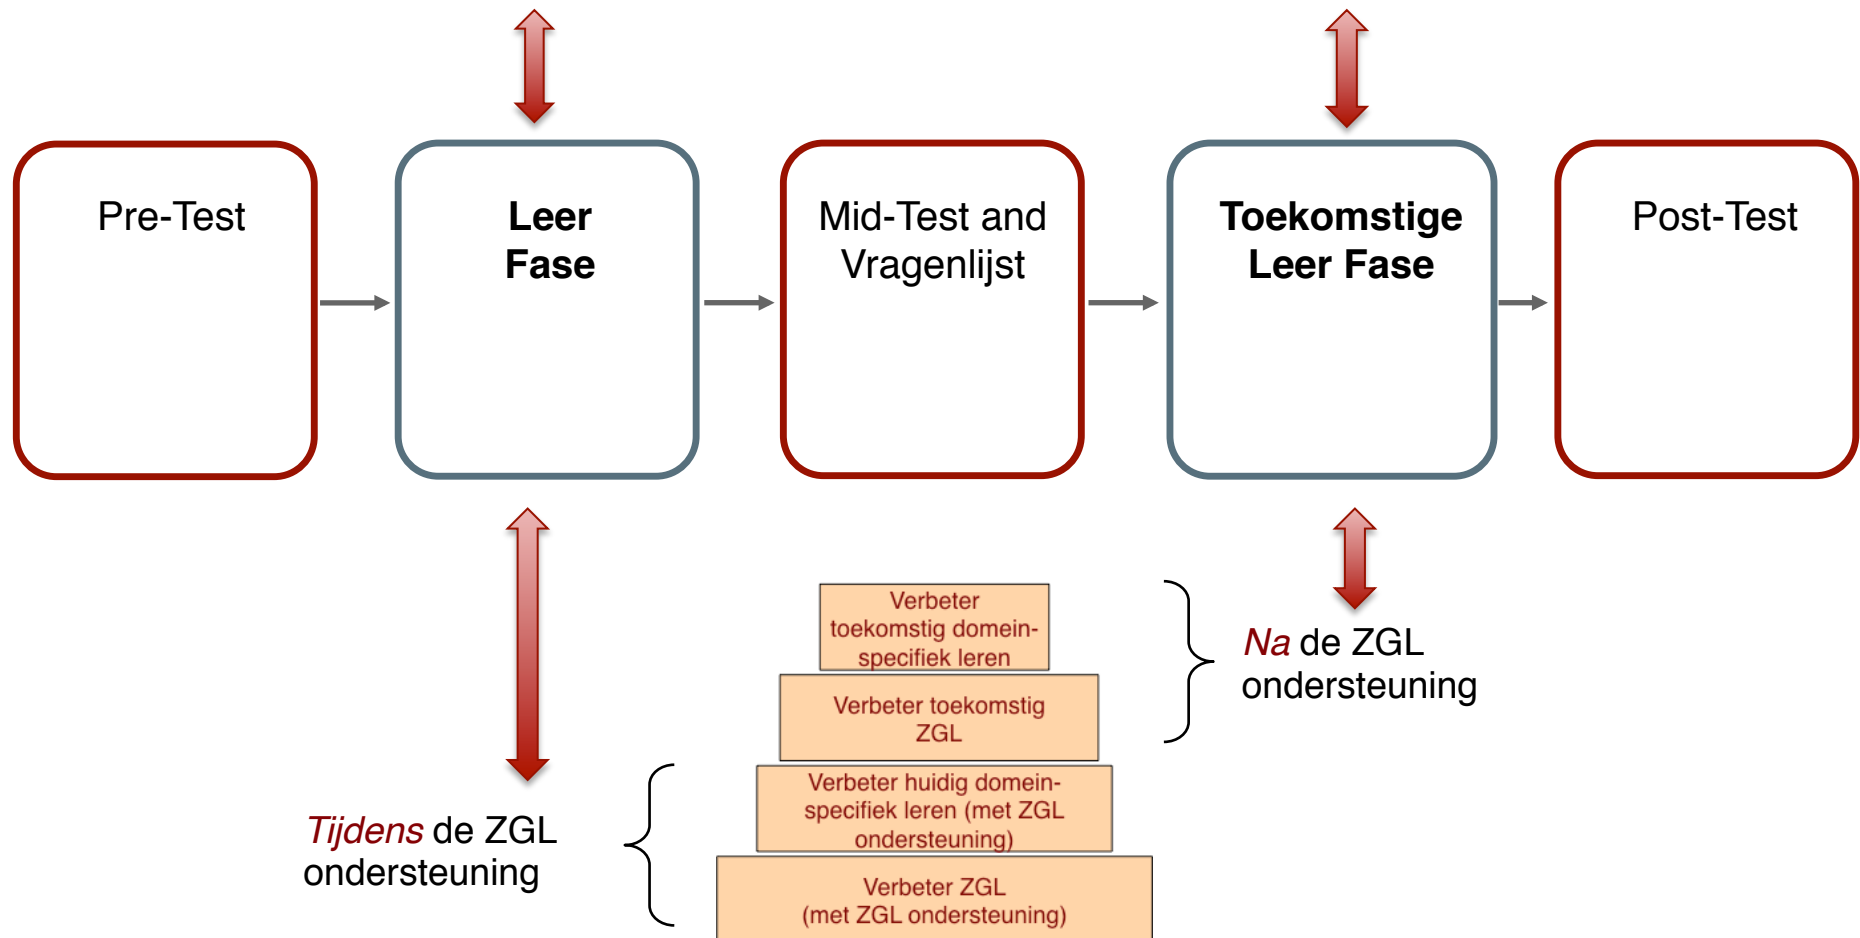 Pre-Test
Leer
Fase
Mid-Test and
Vragenlijst
Toekomstige
Leer Fase
Post-Test
Verbeter
toekomstig domein-
specifiek leren
Verbeter toekomstig
ZGL
Verbeter huidig domein-
specifiek leren (met ZGL
ondersteuning)
Verbeter ZGL
(met ZGL ondersteuning)
Na de ZGL
ondersteuning
Tijdens de ZGL
ondersteuning